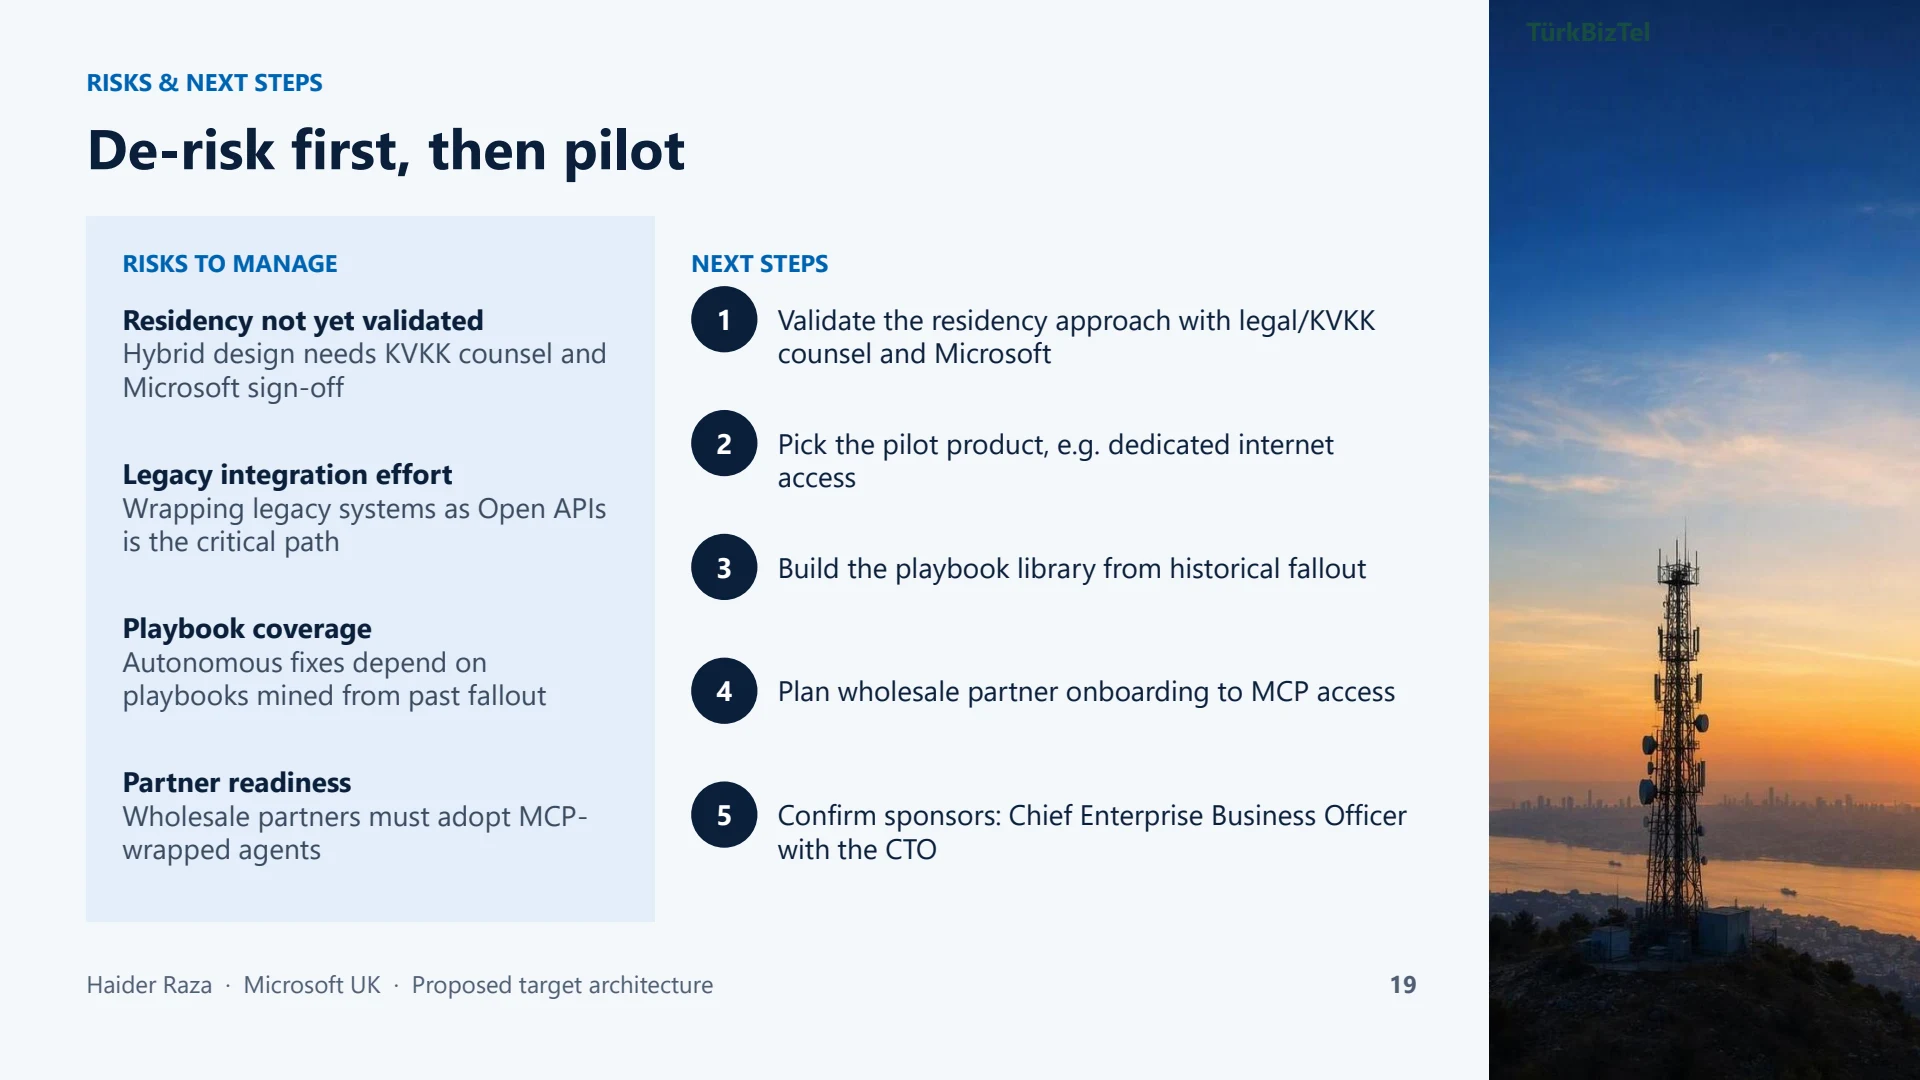 RISKS & NEXT STEPS
De-risk first, then pilot
RISKS TO MANAGE
Residency not yet validated
Hybrid design needs KVKK counsel and
Microsoft sign-off
Legacy integration effort
Wrapping legacy systems as Open APIs
is the critical path
Playbook coverage
Autonomous fixes depend on
playbooks mined from past fallout
Partner readiness
Wholesale partners must adopt MCP-
wrapped agents
NEXT STEPS
1 Validate the residency approach with legal/KVKK
counsel and Microsoft
2 Pick the pilot product, e.g. dedicated internet
access
3 Build the playbook library from historical fallout
4 Plan wholesale partner onboarding to MCP access
5 Confirm sponsors: Chief Enterprise Business Officer
with the CTO
Haider Raza · Microsoft UK · Proposed target architecture
19
TürkBizTel